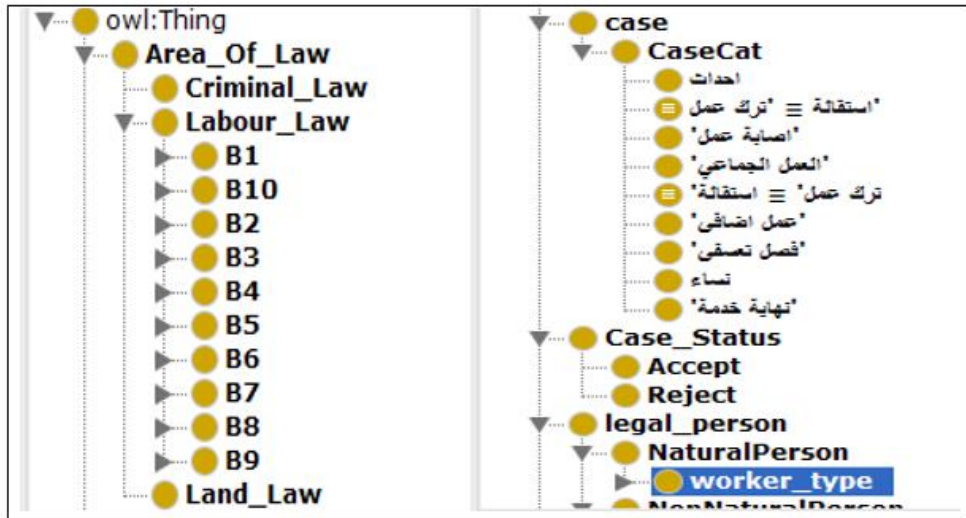 owl:Thing
Area_Of_Law
Criminal_Law
Labour_Law
B1
B10
B2
B3
B4
B5
B6
B7
B8
B9
Land_Law
case
CaseCat
احداث
'استقالة ≡ 'ترك عمل
'اصابة عمل'
'العمل الجماعي'
ترك عمل' ≡ استقالة'
'عمل اضافي'
'فصل تعسفي'
نساء
'نهاية خدمة'
Case_Status
Accept
Reject
legal_person
NaturalPerson
worker_type
NonNaturalPerson